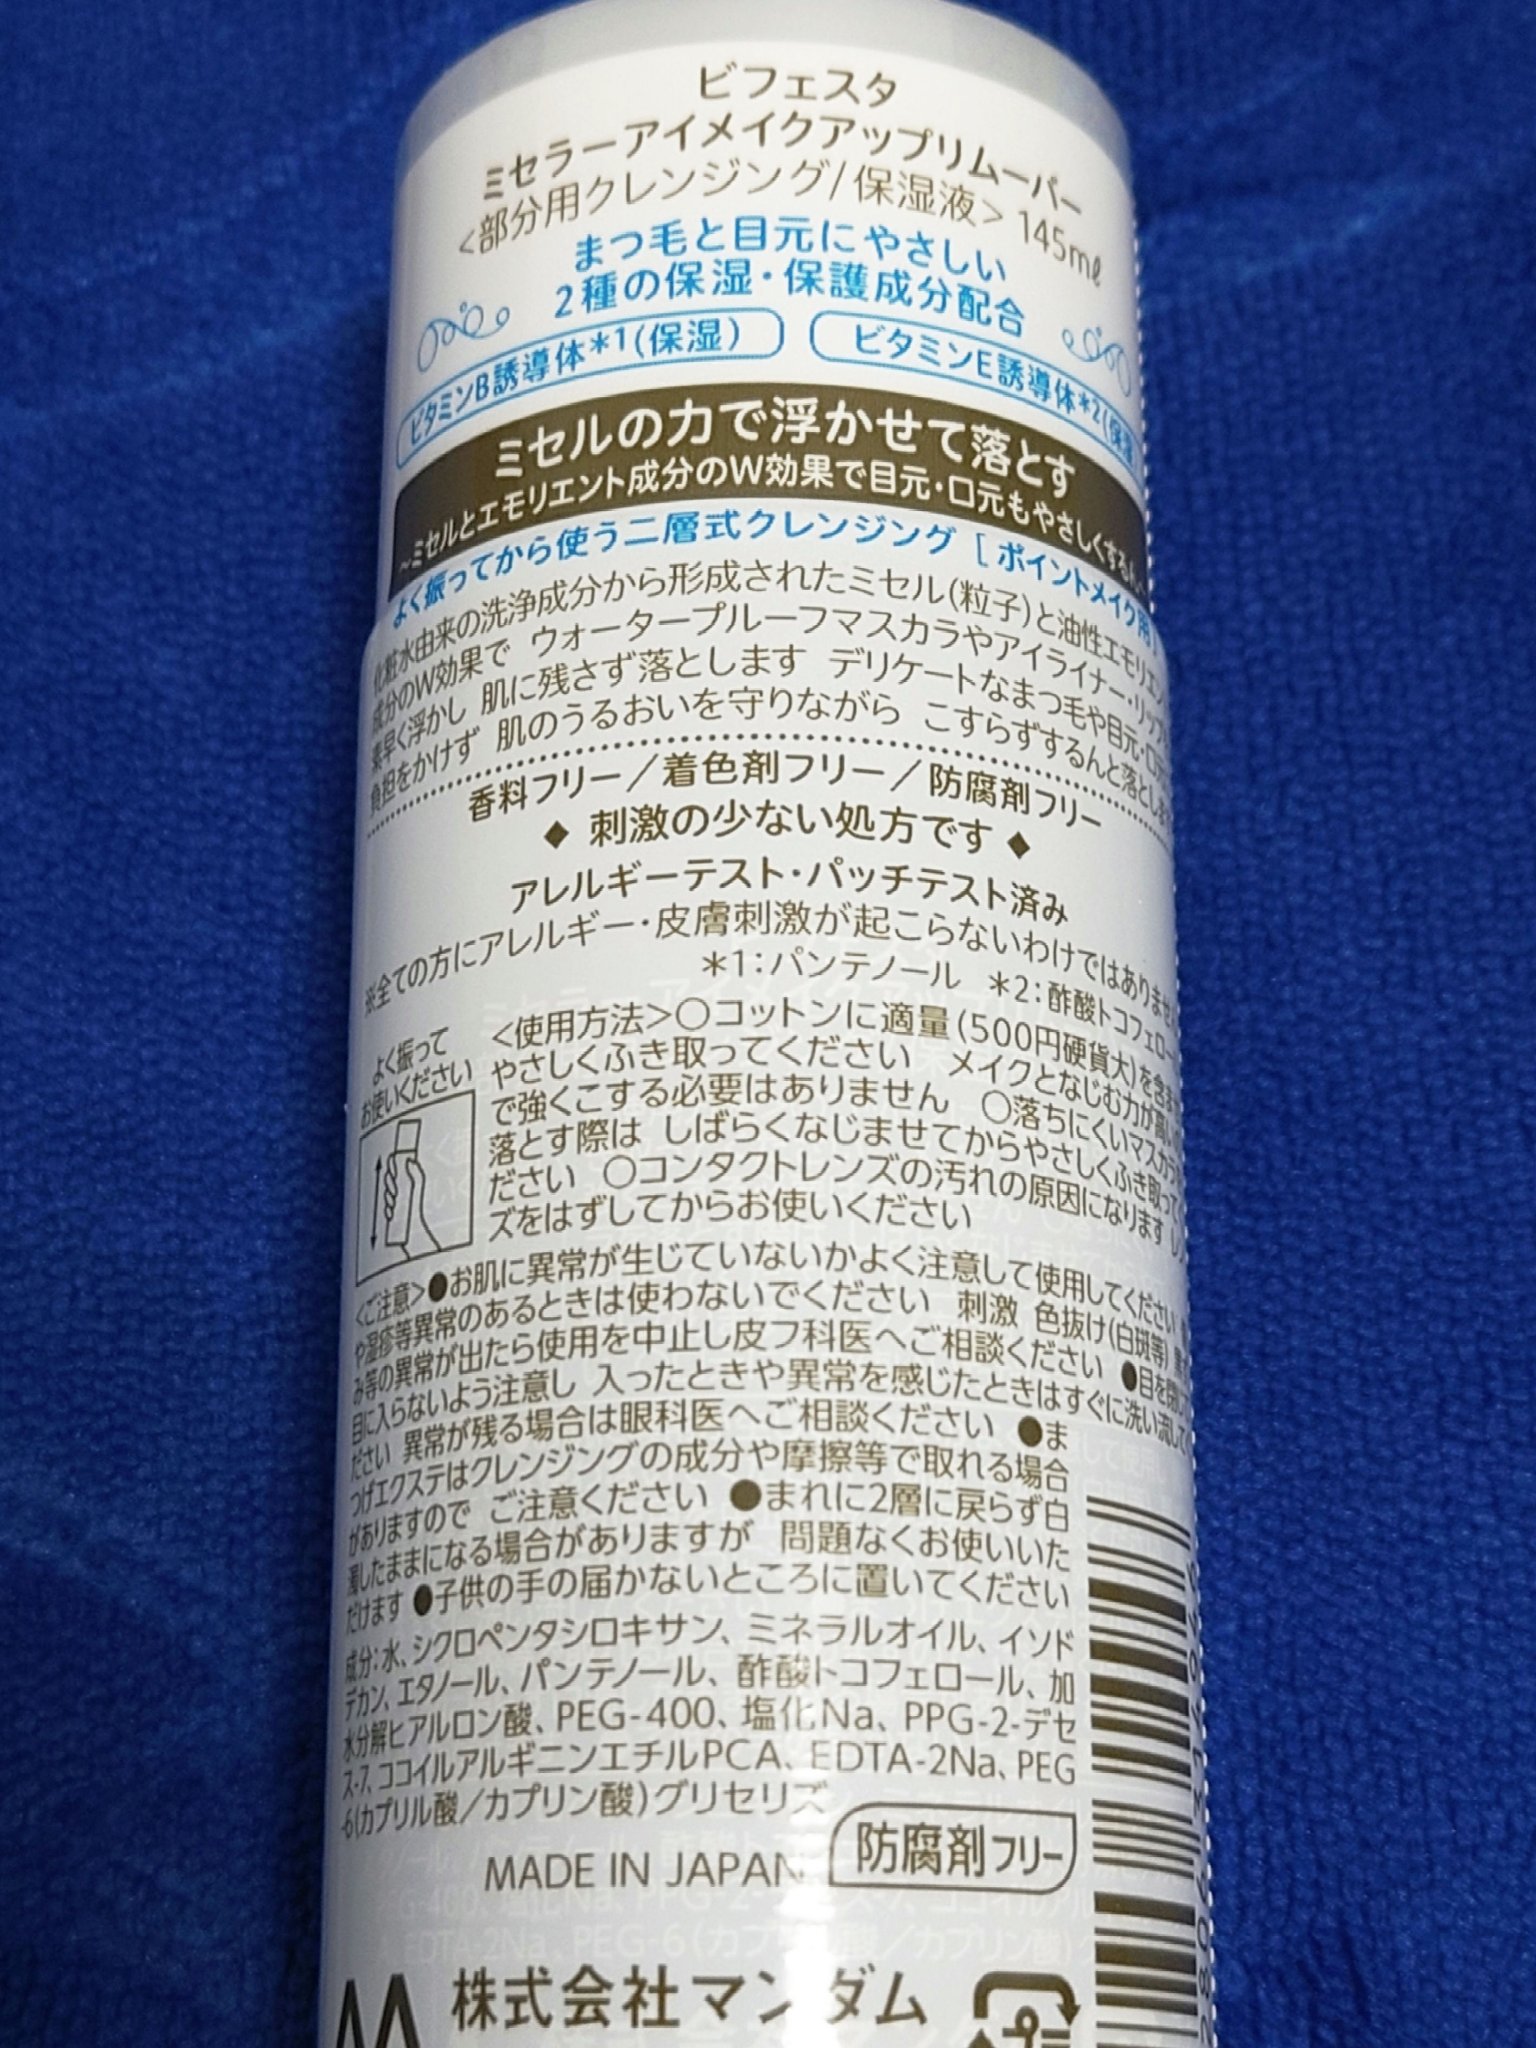 ビフェスタ
ミセラーアイメイクアップリムーバー
<部分用クレンジング/保湿液> 145mℓ
まつ毛と目元にやさしい
2種の保湿・保護成分配合
ビタミンB誘導体*1(保湿) ビタミンE誘導体*2(保護
ミセルの力で浮かせて落とす
~ミセルとエモリエント成分のW効果で目元・口元もやさしくする
よく振ってから使う二層式クレンジング [ポイントメイク用
化粧水由来の洗浄成分から形成されたミセル(粒子)と油性エモリエン
成分のW効果で ウォータープルーフマスカラやアイライナー・リップ
素早く浮かし 肌に残さず落とします デリケートなまつ毛や目元・口元
負担をかけず 肌のうるおいを守りながら こすらずするんと落とします
香料フリー/着色剤フリー/防腐剤フリー
◆ 刺激の少ない処方です ◆
アレルギーテスト・パッチテスト済み
※全ての方にアレルギー・皮膚刺激が起こらないわけではありませ
*1:パンテノール *2:酢酸トコフェロー
よく振って
お使いください
<使用方法>○コットンに適量(500円硬貨大)を含ま
やさしくふき取ってください メイクとなじむ力が高い
で強くこする必要はありません ○落ちにくいマスカラ
落とす際は しばらくなじませてからやさしくふき取って
ださい ○コンタクトレンズの汚れの原因になります レン
ズをはずしてからお使いください
<ご注意>●お肌に異常が生じていないかよく注意して使用してください
や湿疹等異常のあるときは使わないでください 刺激 色抜け(白斑等) 黒
み等の異常が出たら使用を中止し皮フ科医へご相談ください ●目を閉じ
目に入らないよう注意し 入ったときや異常を感じたときはすぐに洗い流して
ださい 異常が残る場合は眼科医へご相談ください ●ま
つげエクステはクレンジングの成分や摩擦等で取れる場合
がありますので ご注意ください ●まれに2層に戻らず白
濁したままになる場合がありますが 問題なくお使いいた
だけます ●子供の手の届かないところに置いてください
成分:水、シクロペンタシロキサン、ミネラルオイル、イソド
デカン、エタノール、パンテノール、酢酸トコフェロール、加
水分解ヒアルロン酸、PEG-400、塩化Na、PPG-2-デセ
ス-7、ココイルアルギニンエチルPCA、EDTA-2Na、PEG
-6(カプリル酸/カプリン酸)グリセリズ
MADE IN JAPAN
防腐剤フリー
株式会社マンダム